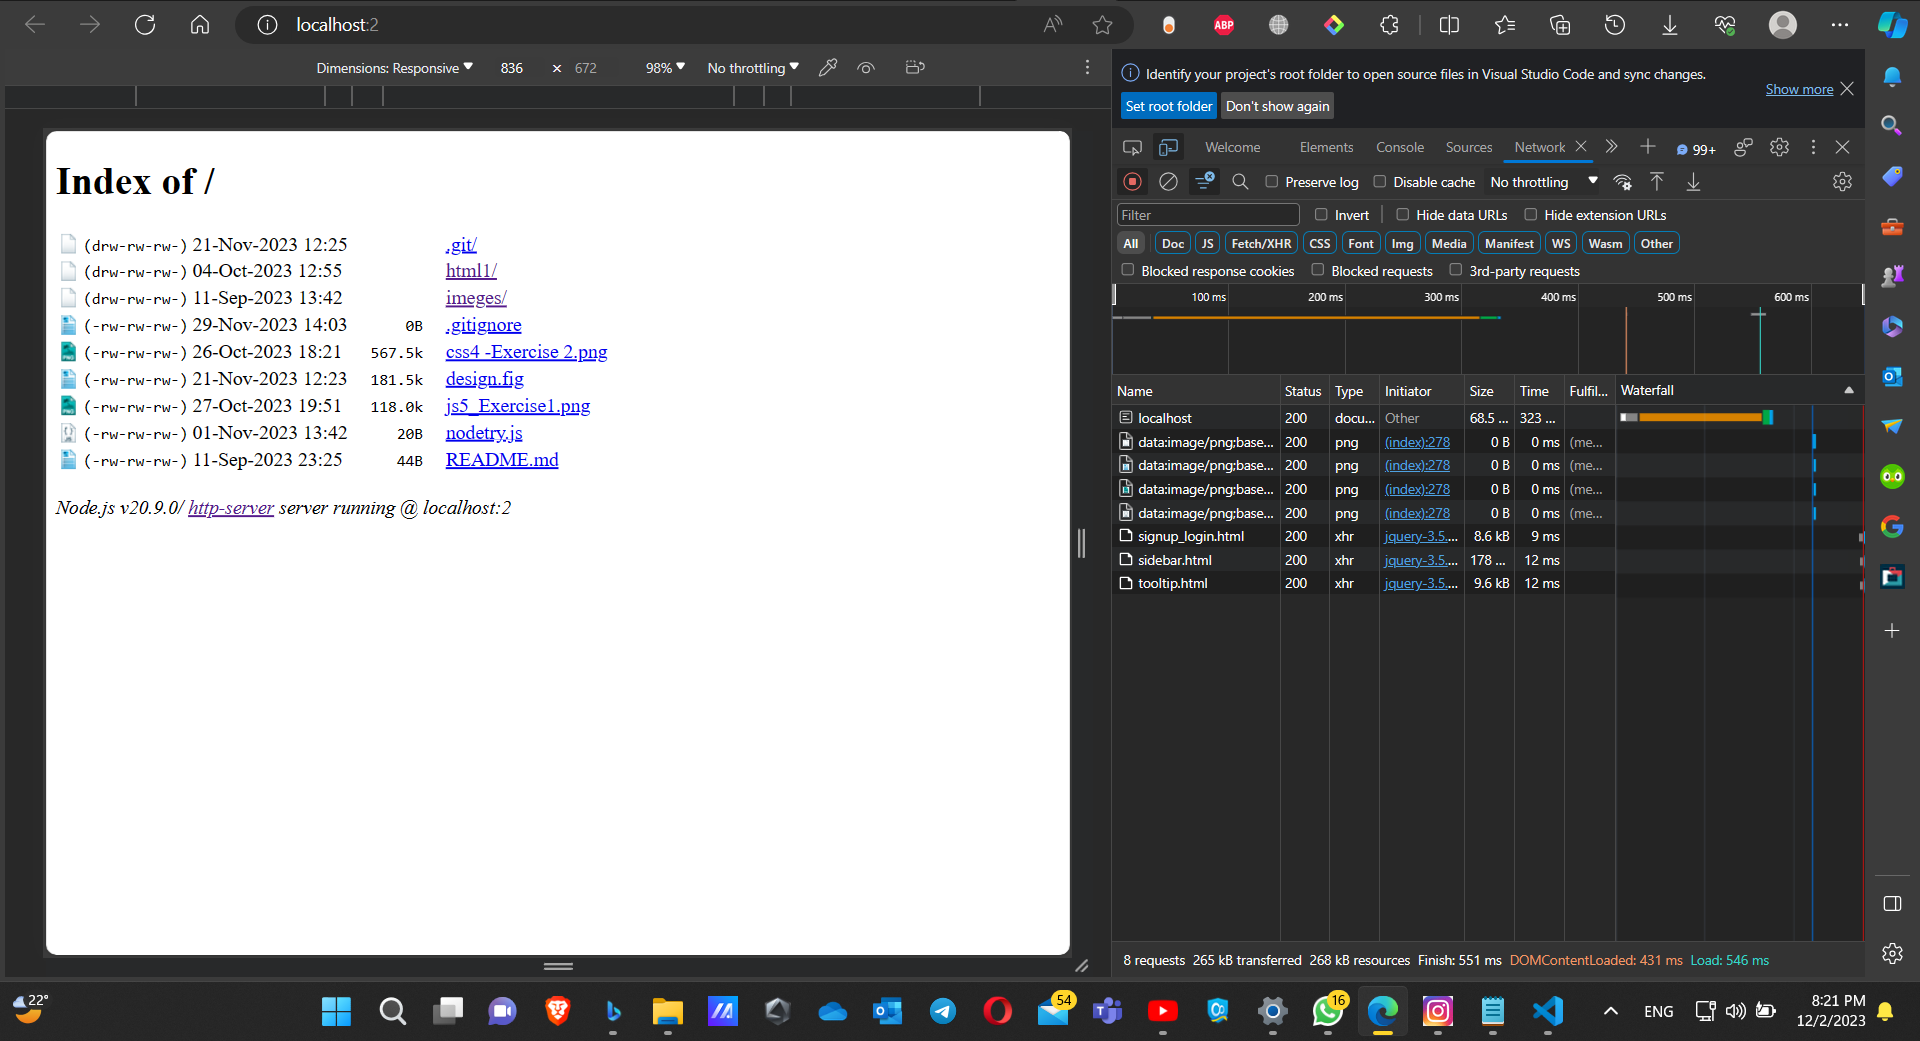 localhost:2
ABP
Dimensions: Responsive 836 × 672 98% No throttling
Index of /
(drw-rw-rw-) 21-Nov-2023 12:25 .git/
(drw-rw-rw-) 04-Oct-2023 12:55 html1/
(drw-rw-rw-) 11-Sep-2023 13:42 imeges/
(-rw-rw-rw-) 29-Nov-2023 14:03 0B .gitignore
(-rw-rw-rw-) 26-Oct-2023 18:21 567.5k css4 -Exercise 2.png
(-rw-rw-rw-) 21-Nov-2023 12:23 181.5k design.fig
(-rw-rw-rw-) 27-Oct-2023 19:51 118.0k js5_Exercise1.png
(-rw-rw-rw-) 01-Nov-2023 13:42 20B nodetry.js
(-rw-rw-rw-) 11-Sep-2023 23:25 44B README.md
Node.js v20.9.0/ http-server server running @ localhost:2
Identify your project's root folder to open source files in Visual Studio Code and sync changes.
Show more
Set root folder Don't show again
Welcome Elements Console Sources Network 99+
Preserve log Disable cache No throttling
Filter Invert Hide data URLs Hide extension URLs
All Doc JS Fetch/XHR CSS Font Img Media Manifest WS Wasm Other
Blocked response cookies Blocked requests 3rd-party requests
100 ms 200 ms 300 ms 400 ms 500 ms 600 ms
Name Status Type Initiator Size Time Fulfil... Waterfall
localhost 200 docu... Other 68.5 ... 323 ...
data:image/png;base... 200 png (index):278 0 B 0 ms (me...
data:image/png;base... 200 png (index):278 0 B 0 ms (me...
data:image/png;base... 200 png (index):278 0 B 0 ms (me...
data:image/png;base... 200 png (index):278 0 B 0 ms (me...
signup_login.html 200 xhr jquery-3.5.... 8.6 kB 9 ms
sidebar.html 200 xhr jquery-3.5.... 178 ... 12 ms
tooltip.html 200 xhr jquery-3.5.... 9.6 kB 12 ms
8 requests 265 kB transferred 268 kB resources Finish: 551 ms DOMContentLoaded: 431 ms Load: 546 ms
22°
54
16
ENG
8:21 PM
12/2/2023